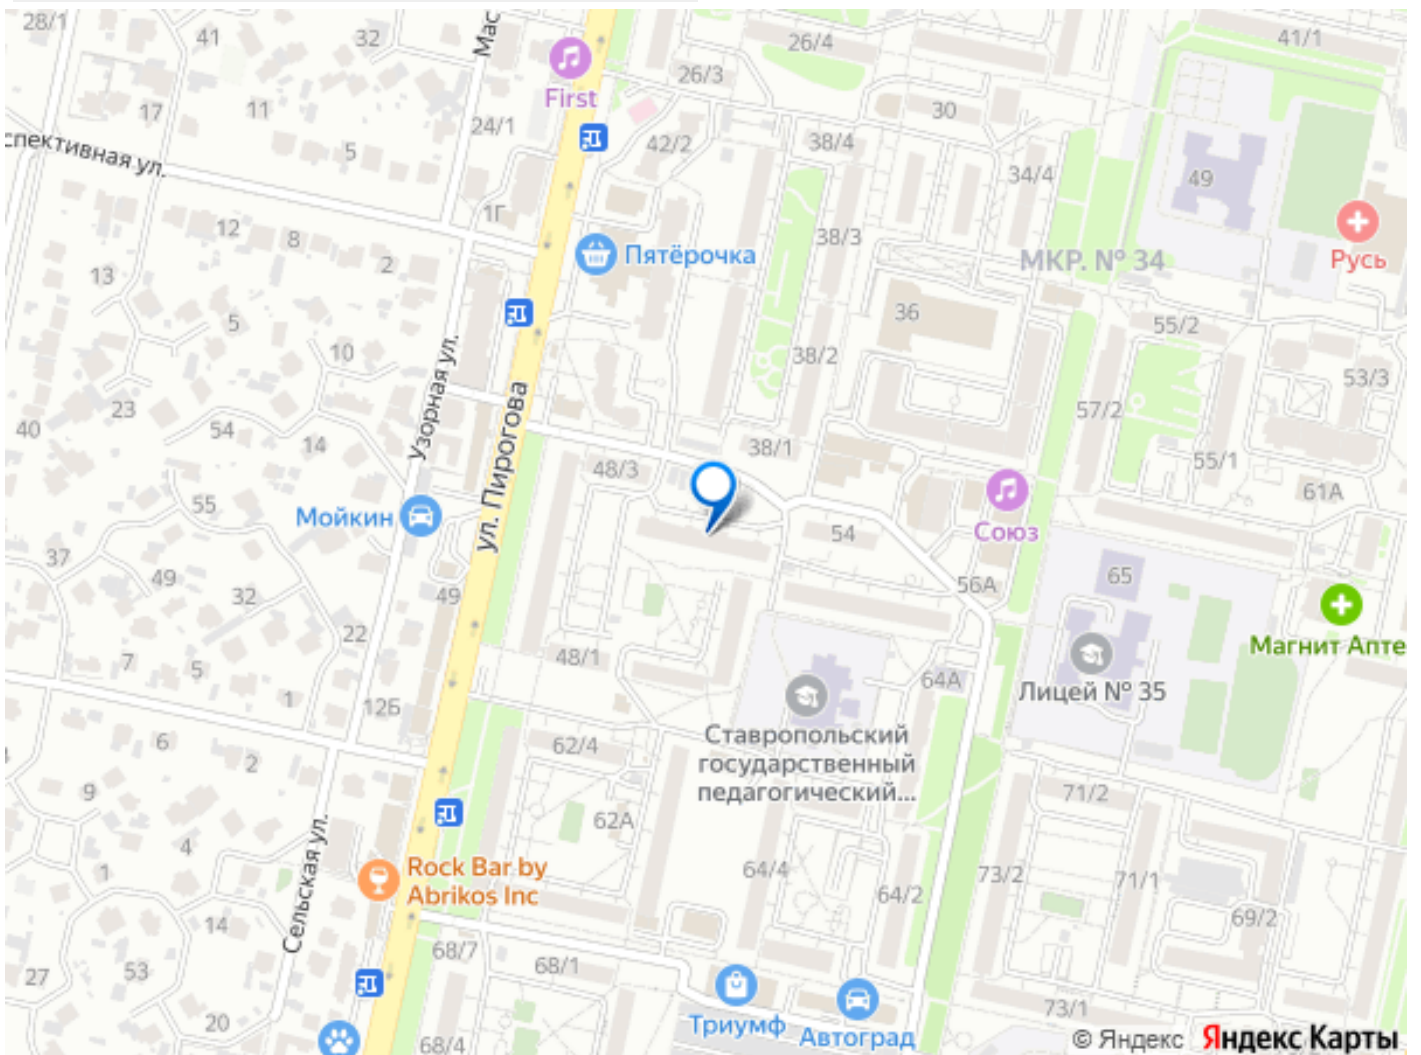 28/1
41
32
Мас
26/4
41/1
First
26/3
17
11
24/1
30
спективная ул.
5
42/2
38/4
34/4
49
1Г
12
8
2
38/3
Пятёрочка
МКР. № 34
Русь
13
5
36
55/2
10
38/2
53/3
Узорная ул.
ул. Пирогова
23
57/2
40
54
14
38/1
48/3
55/1
61А
55
Мойкин
Союз
54
37
49
32
49
56А
65
22
Магнит Апте
7
5
48/1
1
64А
Лицей № 35
12Б
6
2
62/4
Ставропольский
государственный
педагогический...
9
71/2
4
62А
Сельская ул.
1
Rock Bar by
Abrikos Inc
64/4
64/2
73/2
71/1
14
69/2
68/7
68/1
53
27
73/1
20
Триумф
Автоград
68/4
© Яндекс Яндекс Карты